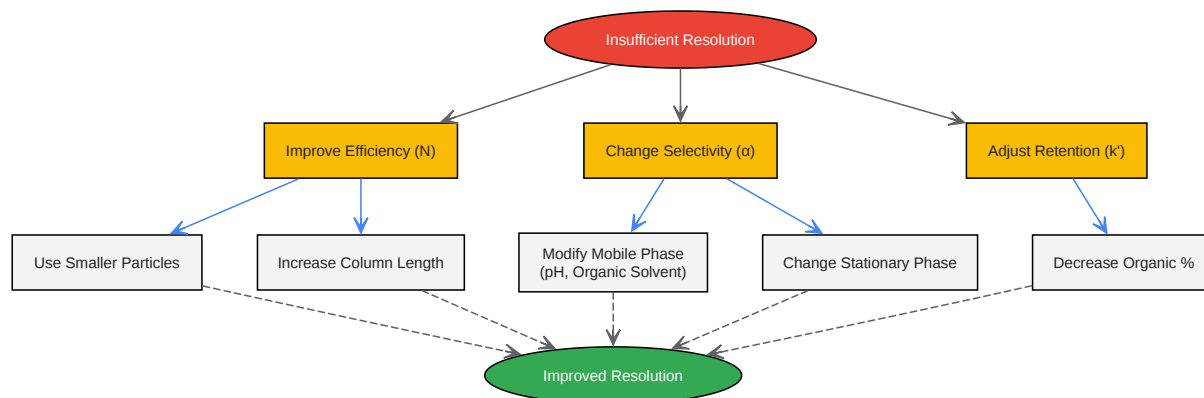 Insufficient Resolution
Improve Efficiency (N)
Change Selectivity (α)
Adjust Retention (k')
Use Smaller Particles
Increase Column Length
Modify Mobile Phase
(pH, Organic Solvent)
Change Stationary Phase
Decrease Organic %
Improved Resolution